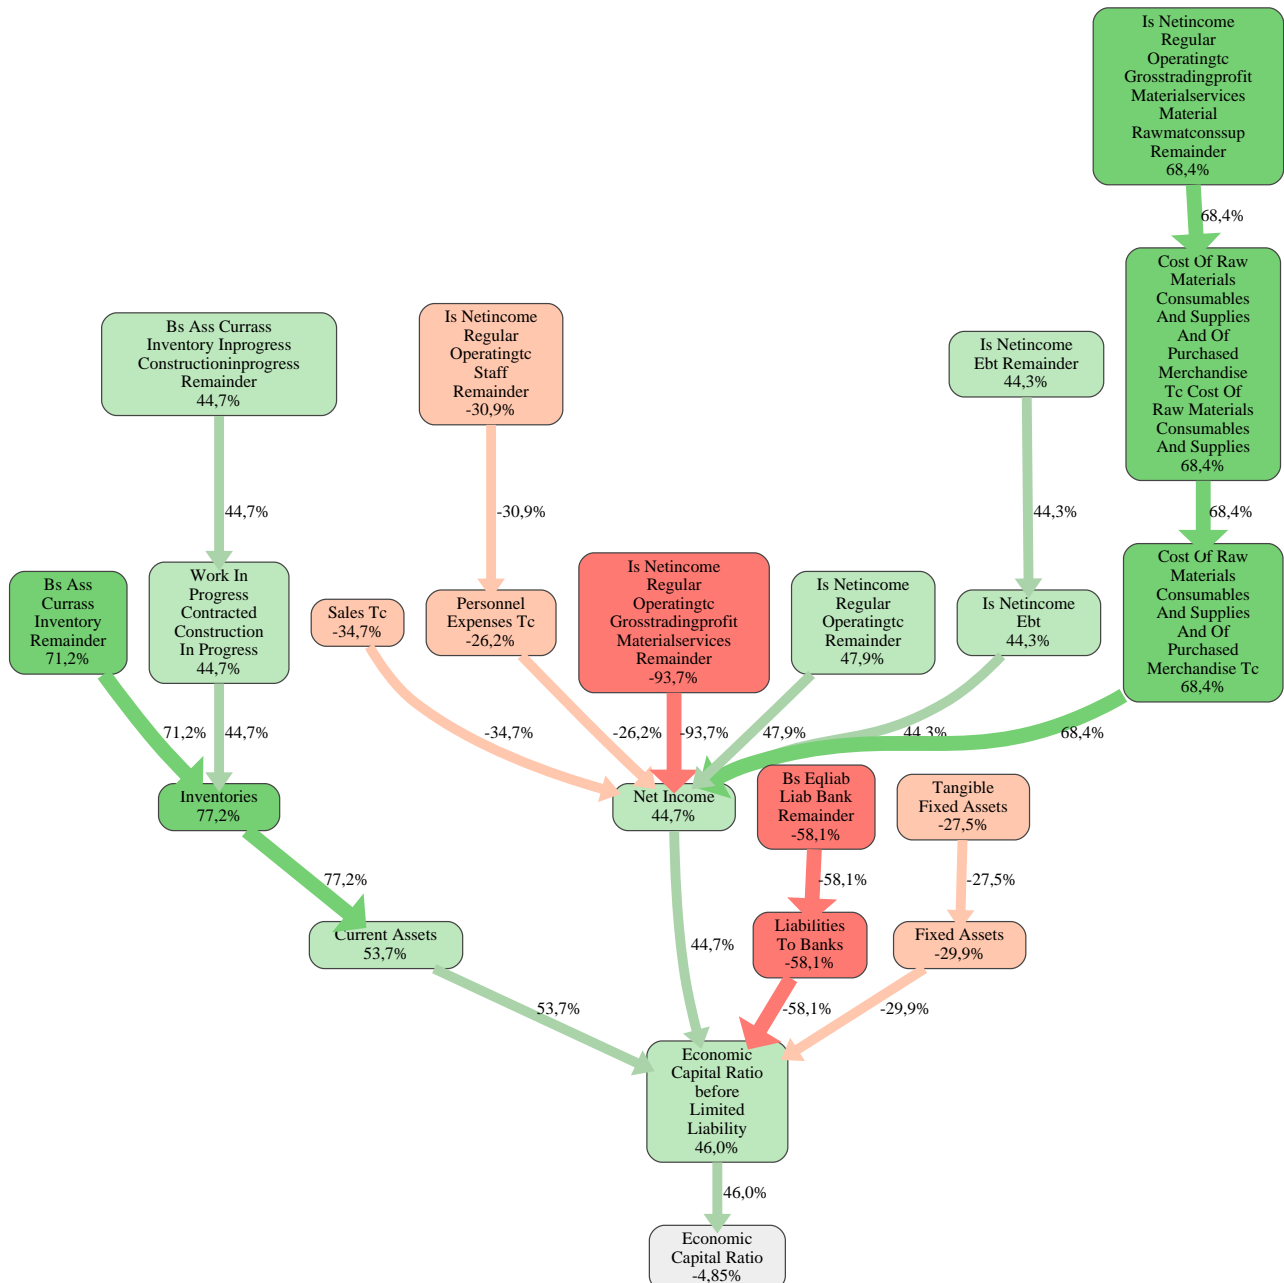 Is Netincome
Regular
Operatingtc
Grosstradingprofit
Materialservices
Material
Rawmatconssup
Remainder
68,4%
68,4%
Cost Of Raw
Materials
Consumables
And Supplies
And Of
Purchased
Merchandise
Tc Cost Of
Raw Materials
Consumables
And Supplies
68,4%
Bs Ass Currass
Inventory Inprogress
Constructioninprogress
Remainder
44,7%
Is Netincome
Regular
Operatingtc
Staff
Remainder
-30,9%
Is Netincome
Ebt Remainder
44,3%
44,7%
-30,9%
44,3%
68,4%
Bs Ass
Currass
Inventory
Remainder
71,2%
Work In
Progress
Contracted
Construction
In Progress
44,7%
Sales Tc
-34,7%
Personnel
Expenses Tc
-26,2%
Is Netincome
Regular
Operatingtc
Grosstradingprofit
Materialservices
Remainder
-93,7%
Is Netincome
Regular
Operatingtc
Remainder
47,9%
Is Netincome
Ebt
44,3%
Cost Of Raw
Materials
Consumables
And Supplies
And Of
Purchased
Merchandise Tc
68,4%
71,2%
44,7%
-34,7%
-26,2%
-93,7%
47,9%
44,3%
68,4%
Inventories
77,2%
Net Income
44,7%
Bs Eqliab
Liab Bank
Remainder
-58,1%
Tangible
Fixed Assets
-27,5%
77,2%
-58,1%
-27,5%
Current Assets
53,7%
44,7%
Liabilities
To Banks
-58,1%
Fixed Assets
-29,9%
53,7%
-58,1%
-29,9%
Economic
Capital Ratio
before
Limited
Liability
46,0%
46,0%
Economic
Capital Ratio
-4,85%